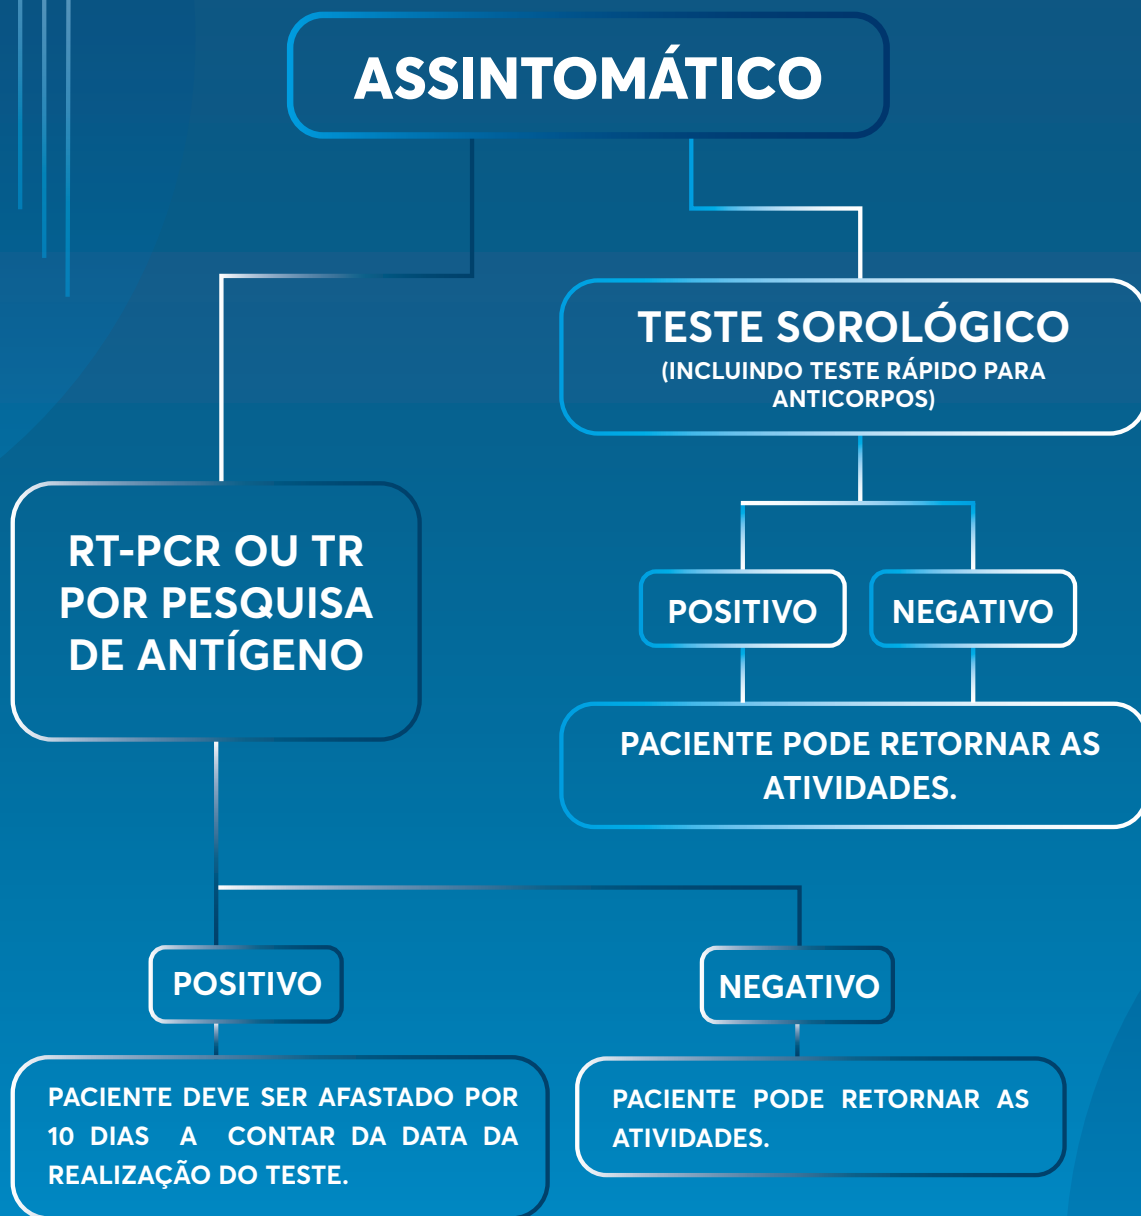 ASSINTOMÁTICO
TESTE SOROLÓGICO
(INCLUINDO TESTE RÁPIDO PARA
ANTICORPOS)
RT-PCR OU TR
POR PESQUISA
DE ANTÍGENO
POSITIVO
NEGATIVO
PACIENTE PODE RETORNAR AS
ATIVIDADES.
POSITIVO
NEGATIVO
PACIENTE DEVE SER AFASTADO POR
10 DIAS A CONTAR DA DATA DA
REALIZAÇÃO DO TESTE.
PACIENTE PODE RETORNAR AS
ATIVIDADES.